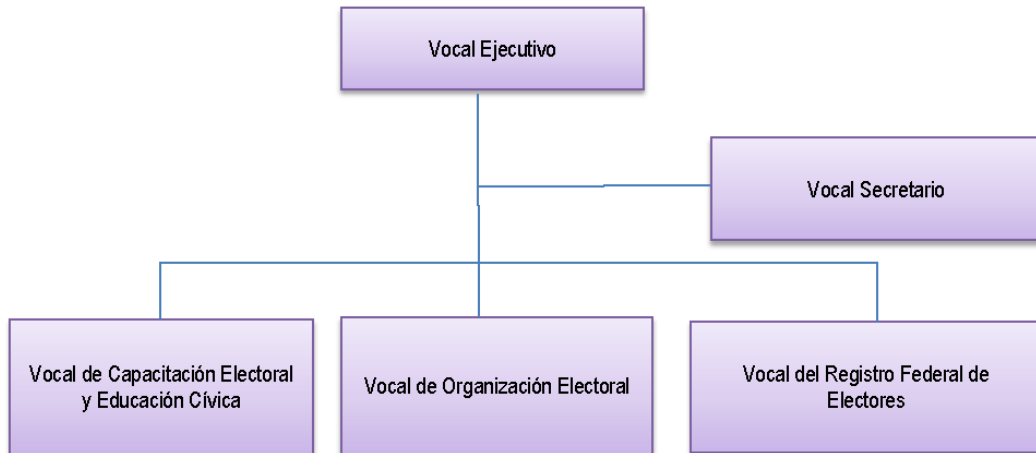 Vocal Ejecutivo
Vocal Secretario
Vocal de Capacitación Electoral
y Educación Cívica
Vocal de Organización Electoral
Vocal del Registro Federal de
Electores